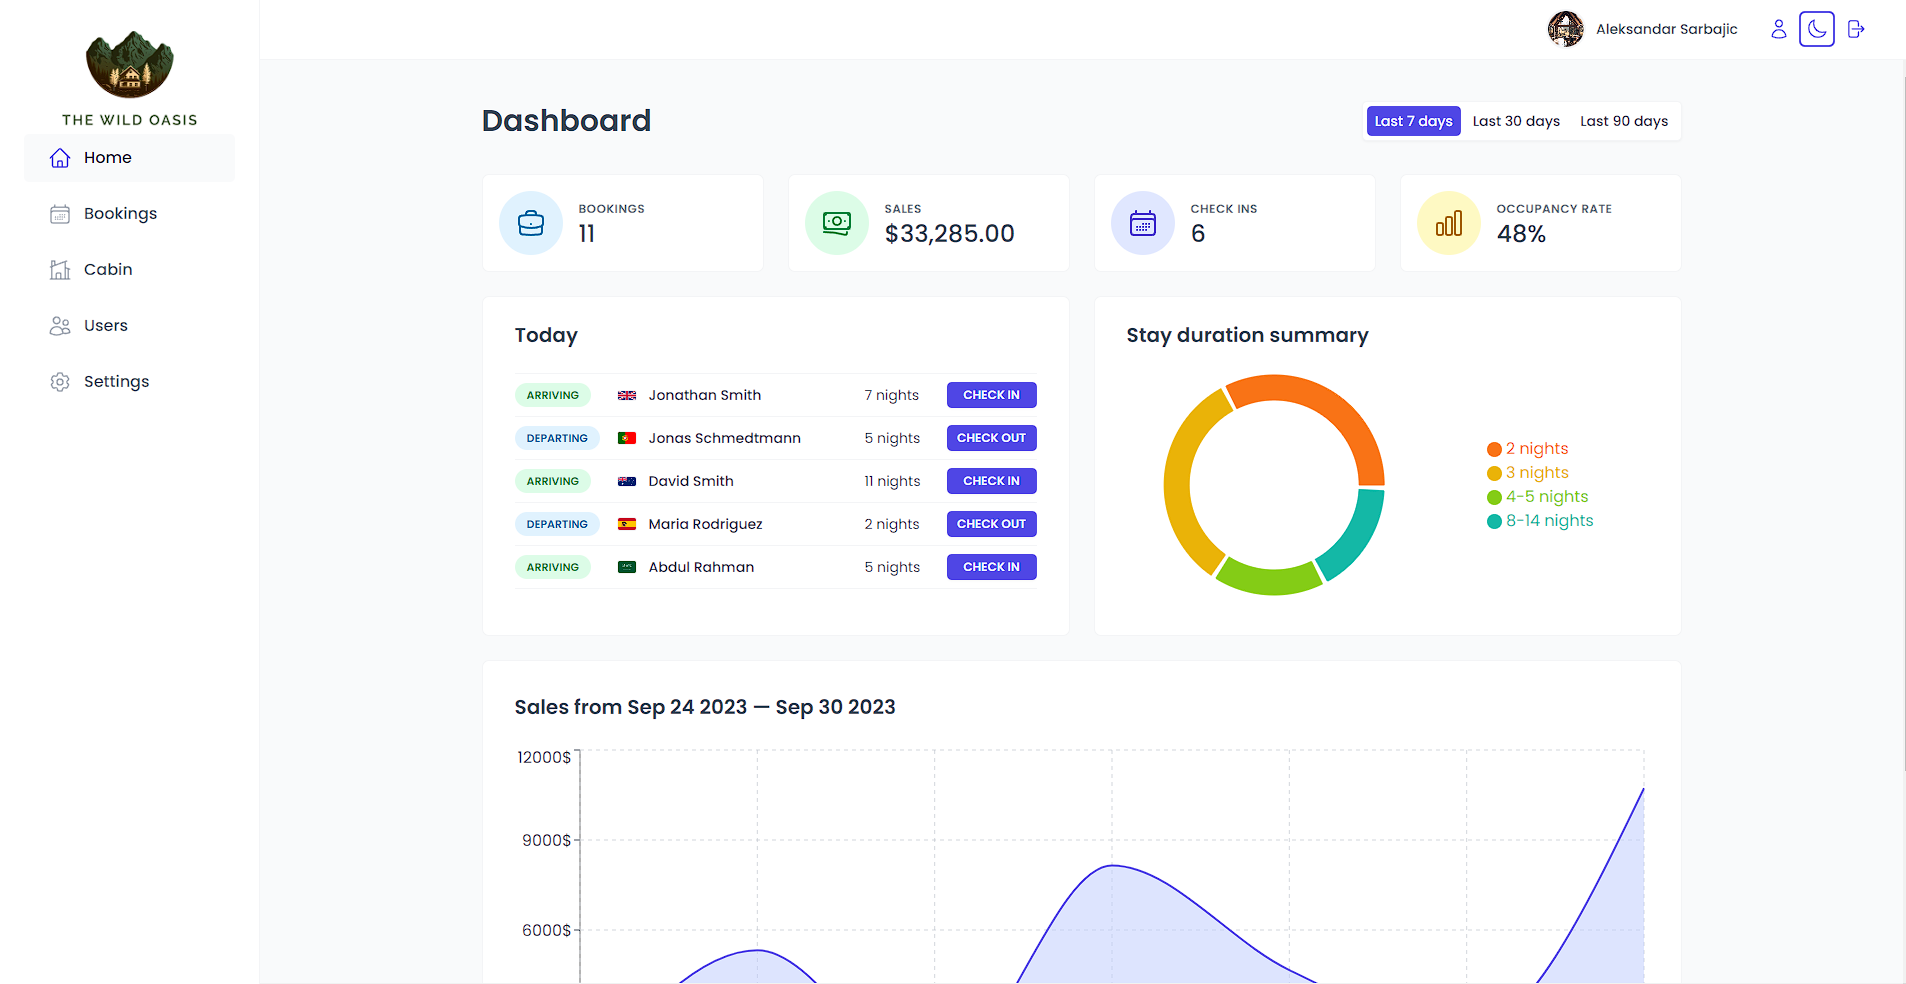 THE WILD OASIS
Home
Bookings
Cabin
Users
Settings
Aleksandar Sarbajic
Dashboard
Last 7 days Last 30 days Last 90 days
BOOKINGS
11
SALES
$33,285.00
CHECK INS
6
OCCUPANCY RATE
48%
Today
ARRIVING Jonathan Smith 7 nights CHECK IN
DEPARTING Jonas Schmedtmann 5 nights CHECK OUT
ARRIVING David Smith 11 nights CHECK IN
DEPARTING Maria Rodriguez 2 nights CHECK OUT
ARRIVING Abdul Rahman 5 nights CHECK IN
Stay duration summary
2 nights
3 nights
4-5 nights
8-14 nights
Sales from Sep 24 2023 — Sep 30 2023
12000$
9000$
6000$